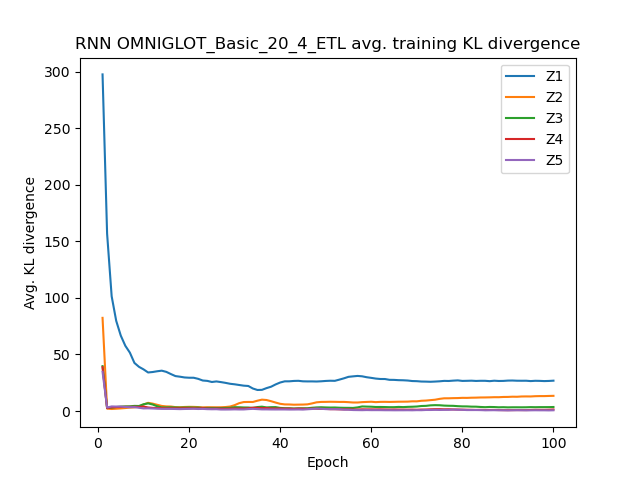 RNN OMNIGLOT_Basic_20_4_ETL avg. training KL divergence
300
250
200
150
100
50
0
Avg. KL divergence
Z1
Z2
Z3
Z4
Z5
0 20 40 60 80 100
Epoch